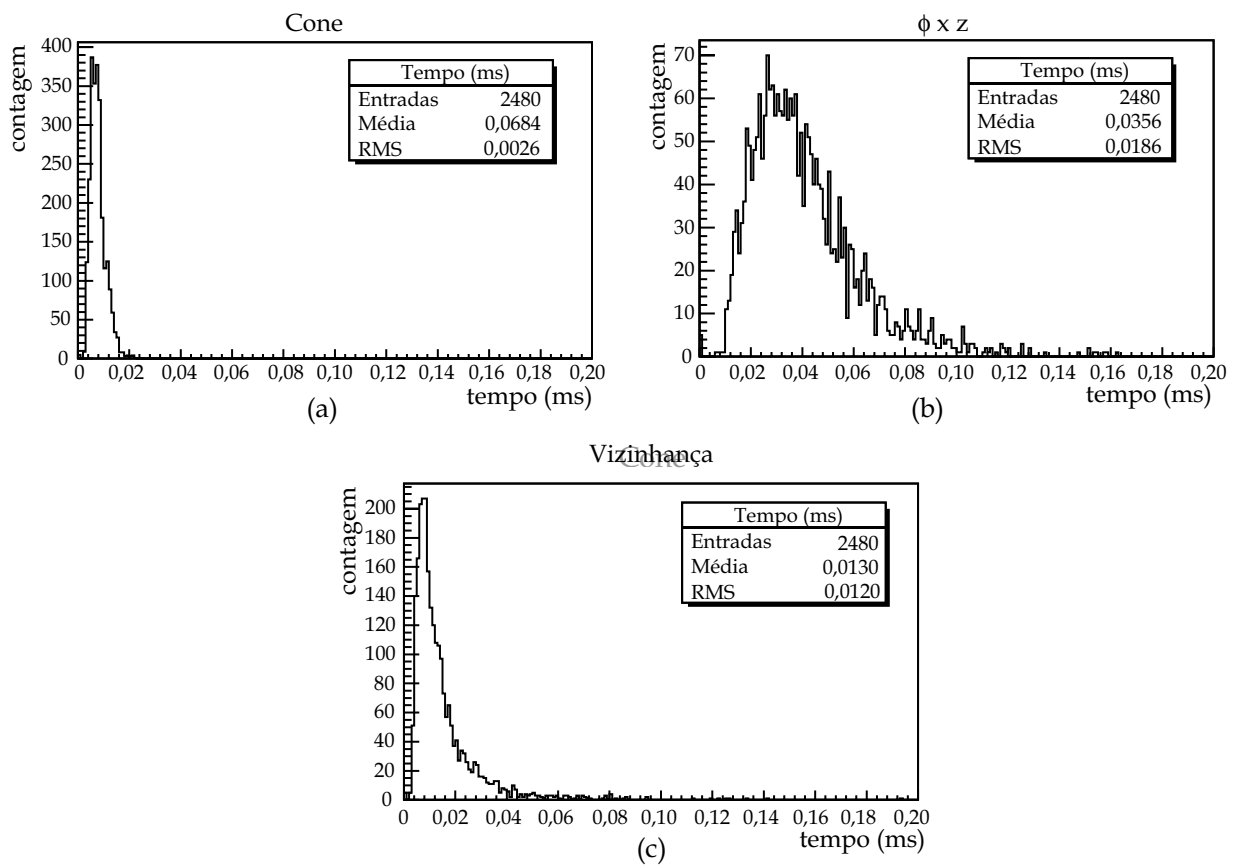 Cone
contagem
400
350
300
250
200
150
100
50
0
Tempo (ms)
Entradas 2480
Média 0,0684
RMS 0,0026
0 0,02 0,04 0,06 0,08 0,10 0,12 0,14 0,16 0,18 0,20
tempo (ms)
(a)
ϕ x z
contagem
70
60
50
40
30
20
10
0
Tempo (ms)
Entradas 2480
Média 0,0356
RMS 0,0186
0 0,02 0,04 0,06 0,08 0,10 0,12 0,14 0,16 0,18 0,20
tempo (ms)
(b)
Vizinhança
Cone
contagem
200
180
160
140
120
100
80
60
40
20
0
Tempo (ms)
Entradas 2480
Média 0,0130
RMS 0,0120
0 0,02 0,04 0,06 0,08 0,10 0,12 0,14 0,16 0,18 0,20
tempo (ms)
(c)